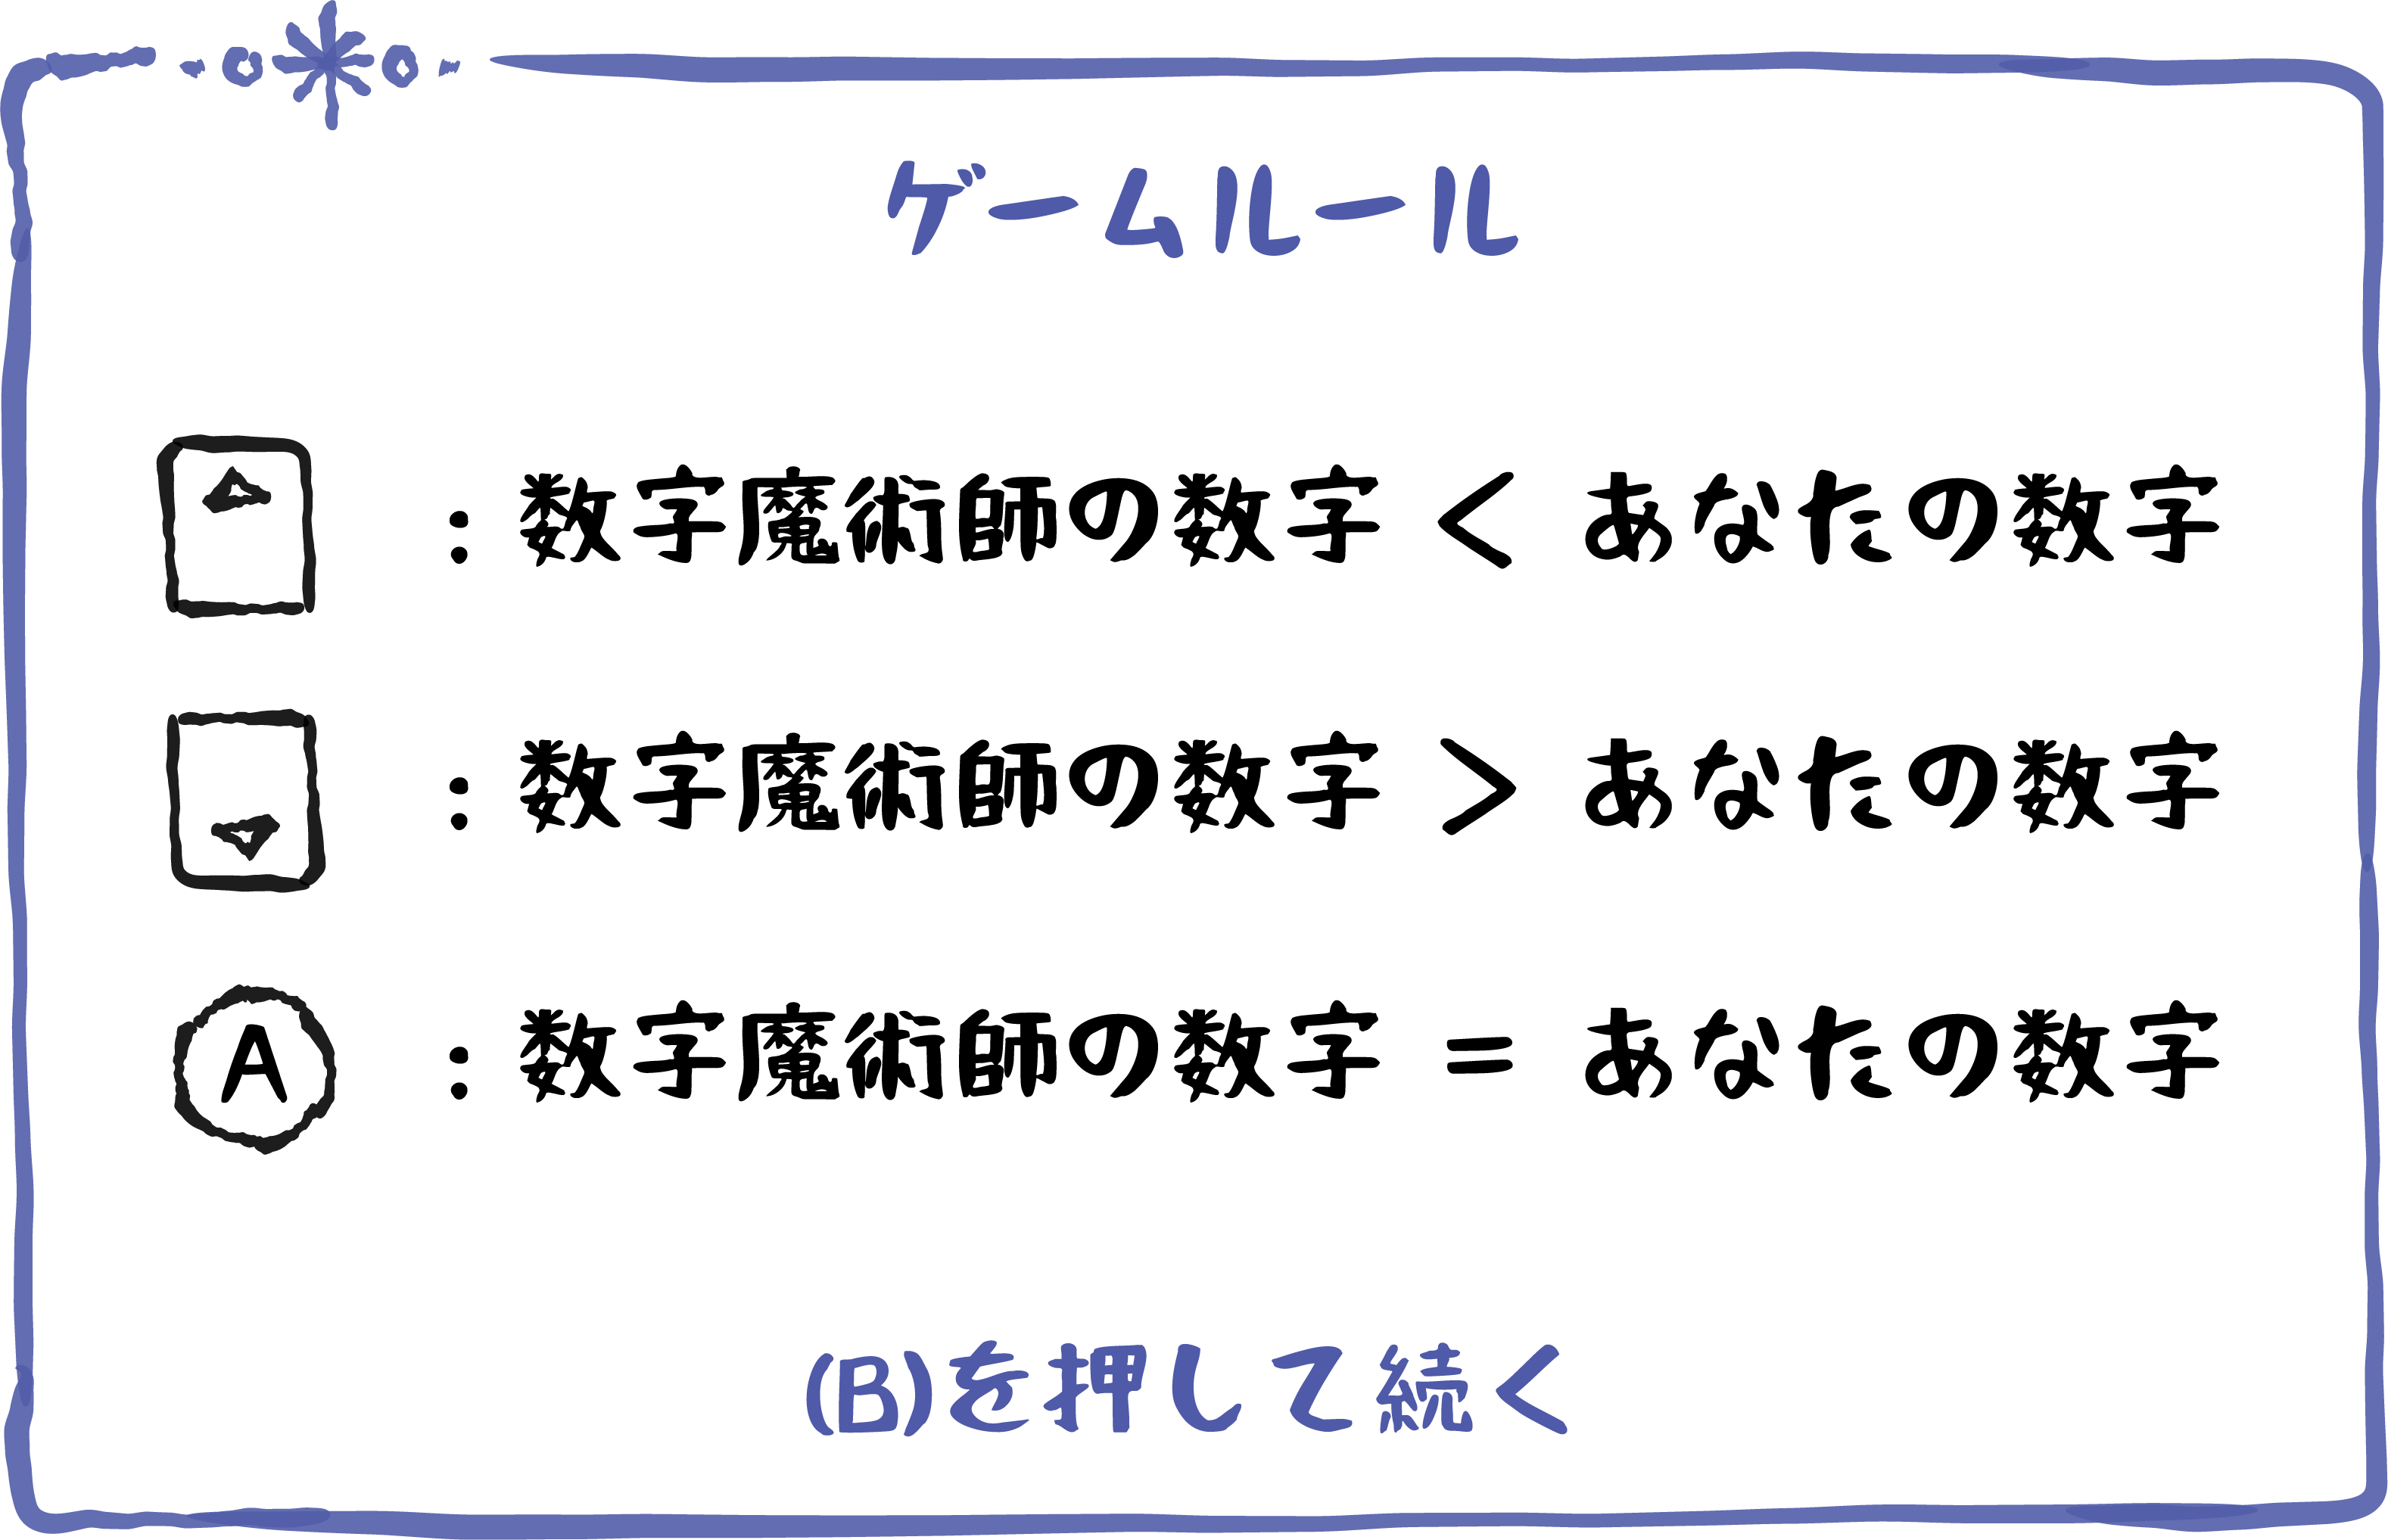 ゲームルール
:数字魔術師の数字< あなたの数字
:数字魔術師の数字> あなたの数字
A :数字魔術師の数字= あなたの数字
(B)を押して続く